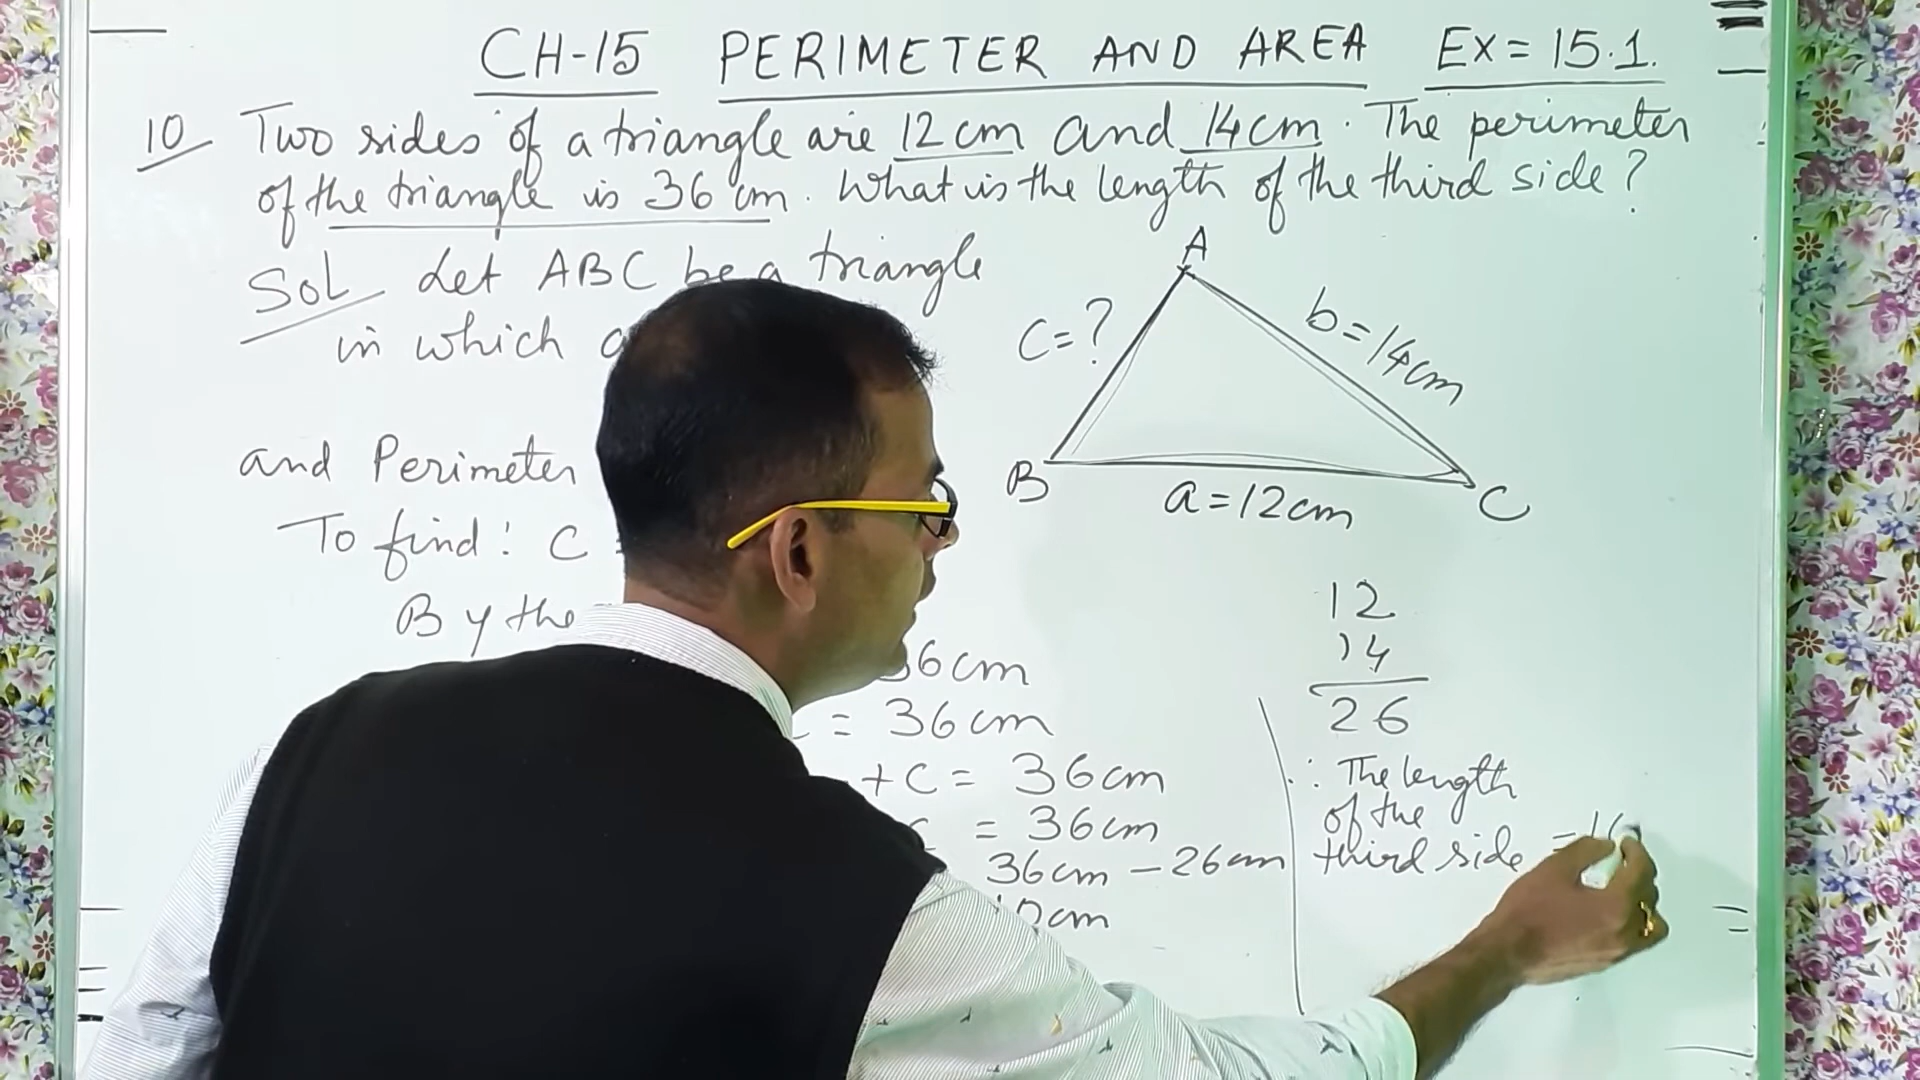 CH-15 PERIMETER AND AREA EX = 15.1.
10 Two sides of a triangle are 12 cm and 14 cm. The perimeter
of the triangle is 36 cm. What is the length of the third side?
Sol Let ABC be a triangle
in which
A
c = ?
b = 14 cm
B
a = 12 cm
C
and Perimeter
To find : c
By the
6 cm
= 36 cm
+ c = 36 cm
= 36 cm
36 cm - 26 cm
0 cm
12
14
26
∴ The length
of the
third side =